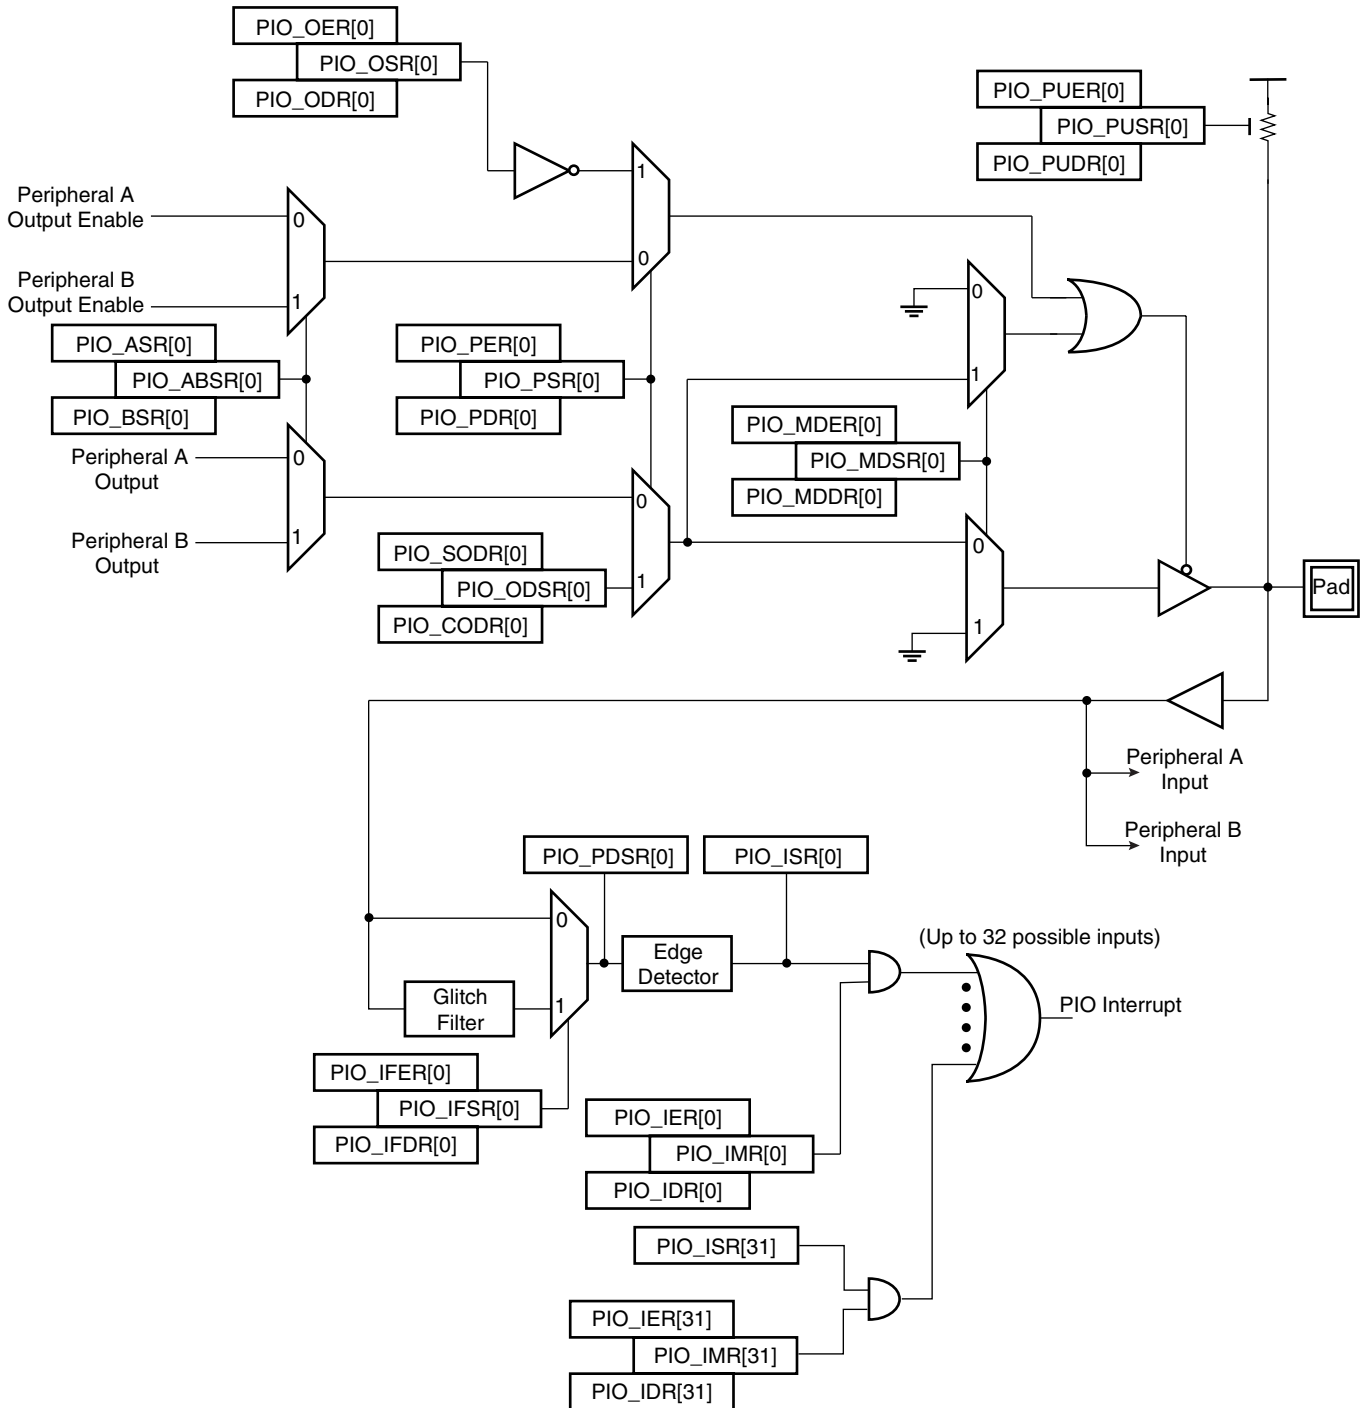 PIO_OER[0]
PIO_OSR[0]
PIO_ODR[0]
PIO_PUER[0]
PIO_PUSR[0]
PIO_PUDR[0]
1
0
Peripheral A
Output Enable
0
Peripheral B
Output Enable
1
0
1
PIO_ASR[0]
PIO_ABSR[0]
PIO_BSR[0]
PIO_PER[0]
PIO_PSR[0]
PIO_PDR[0]
PIO_MDER[0]
PIO_MDSR[0]
PIO_MDDR[0]
Peripheral A
Output
0
Peripheral B
Output
1
0
1
PIO_SODR[0]
PIO_ODSR[0]
PIO_CODR[0]
0
1
Pad
Peripheral A
Input
Peripheral B
Input
PIO_PDSR[0]
PIO_ISR[0]
0
1
Edge
Detector
Glitch
Filter
(Up to 32 possible inputs)
PIO Interrupt
PIO_IFER[0]
PIO_IFSR[0]
PIO_IFDR[0]
PIO_IER[0]
PIO_IMR[0]
PIO_IDR[0]
PIO_ISR[31]
PIO_IER[31]
PIO_IMR[31]
PIO_IDR[31]